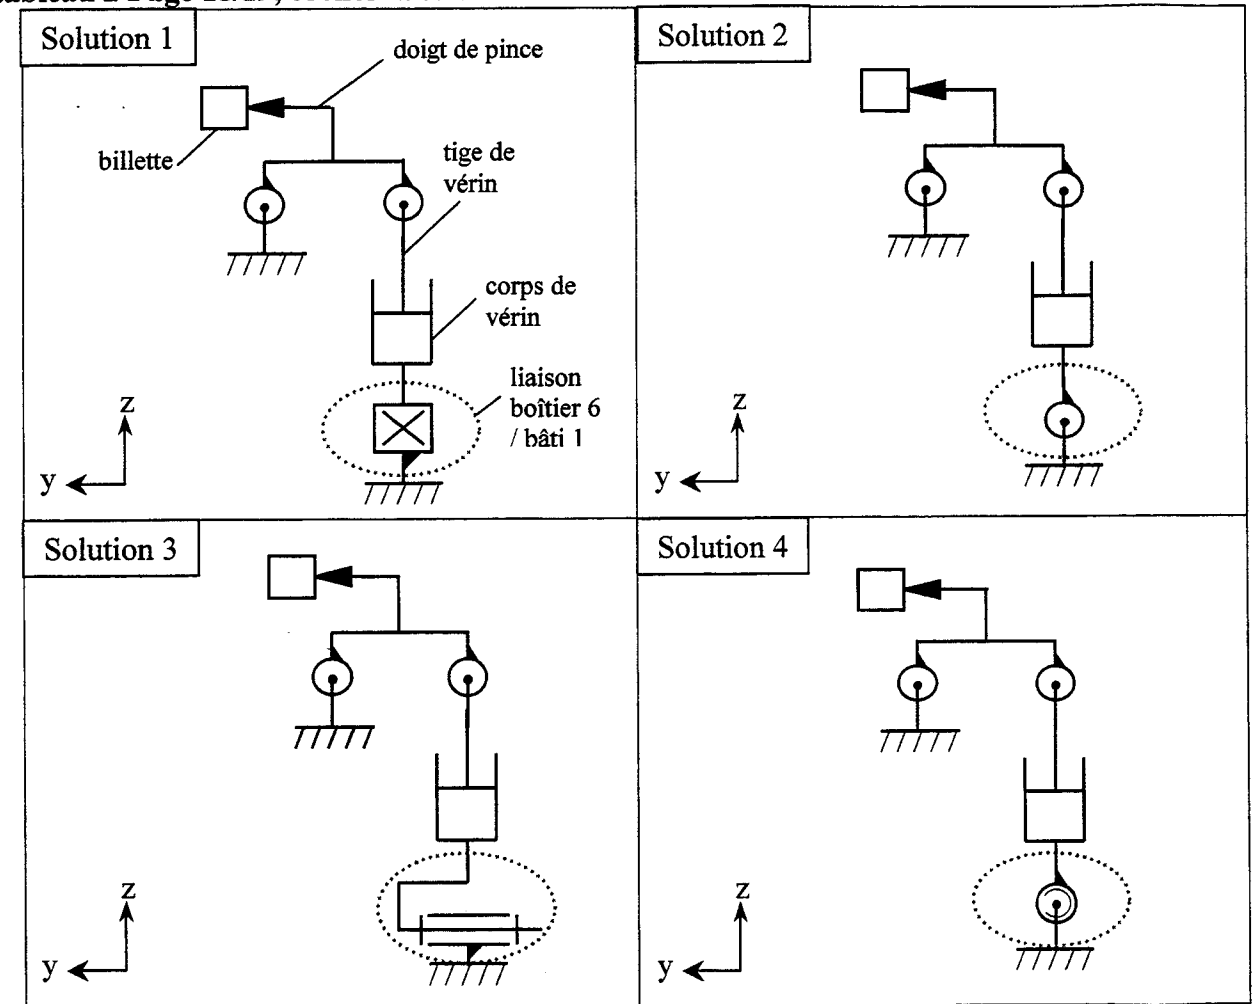 Solution 1
doigt de pince
billette
tige de
vérin
corps de
vérin
liaison
boîtier 6
/ bâti 1
z
y
Solution 2
z
y
Solution 3
z
y
Solution 4
z
y